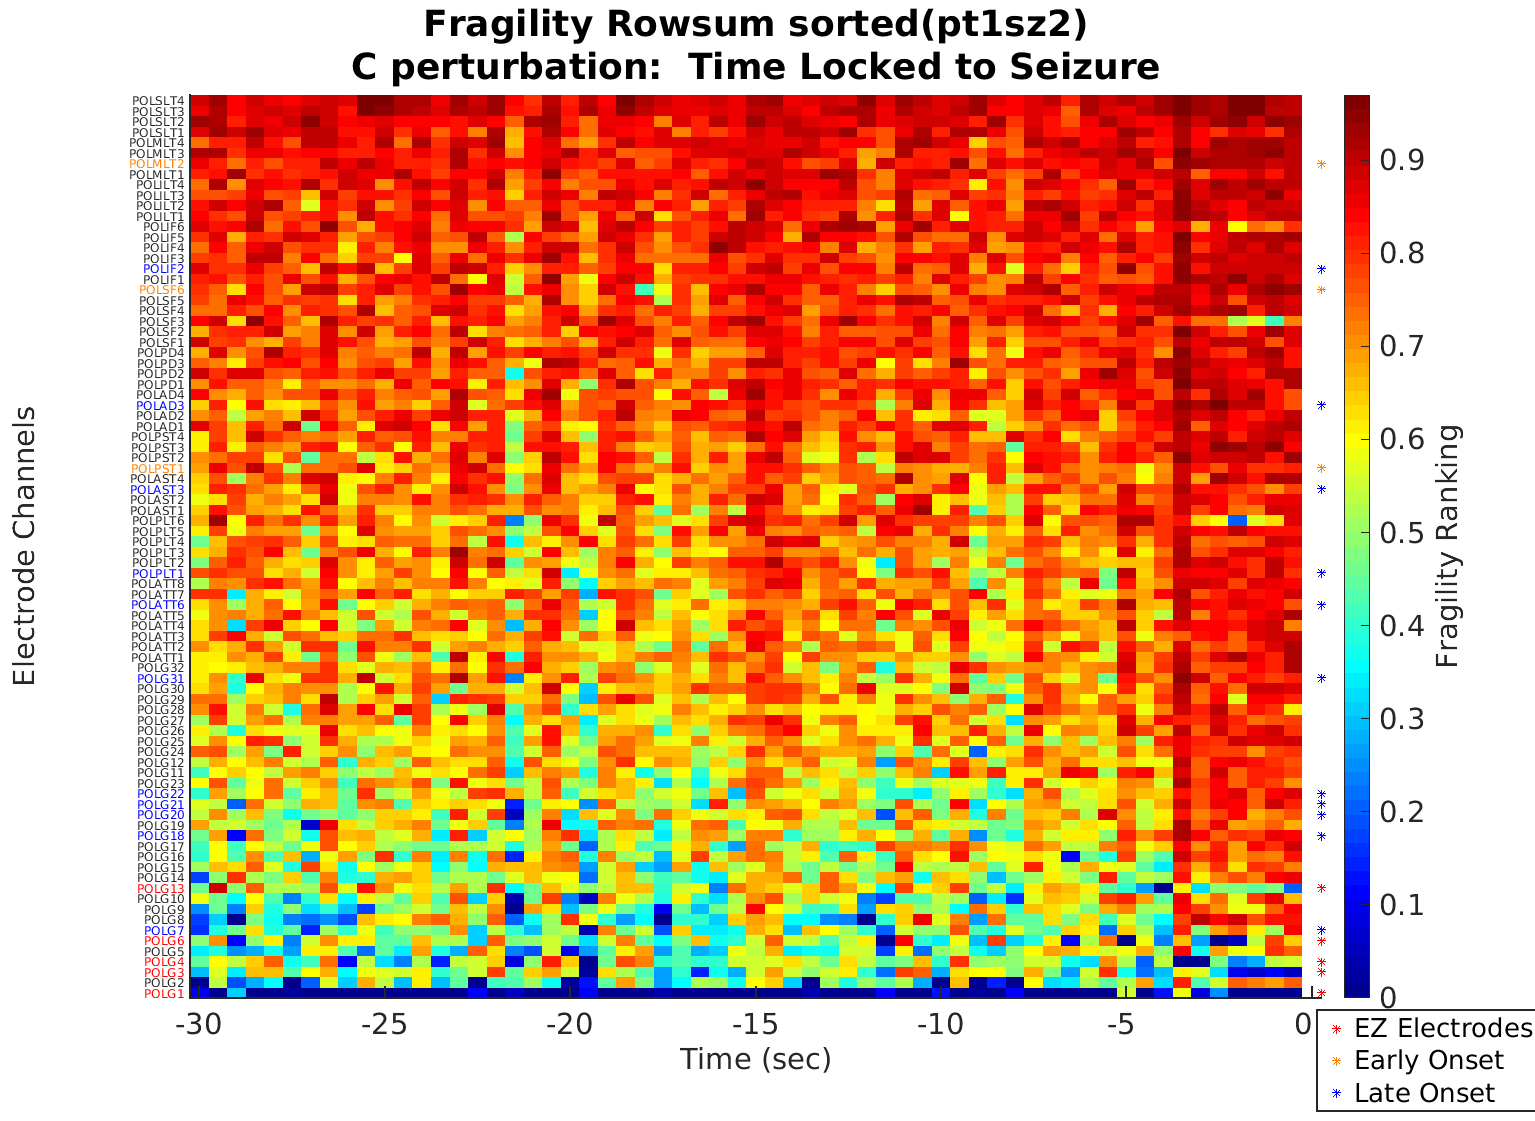 Fragility Rowsum sorted(pt1sz2)
C perturbation:  Time Locked to Seizure
Electrode Channels
POLSLT4
POLSLT3
POLSLT2
POLSLT1
POLMLT4
POLMLT3
POLMLT2
POLMLT1
POLILT4
POLILT3
POLILT2
POLILT1
POLIF6
POLIF5
POLIF4
POLIF3
POLIF2
POLIF1
POLSF6
POLSF5
POLSF4
POLSF3
POLSF2
POLSF1
POLPD4
POLPD3
POLPD2
POLPD1
POLAD4
POLAD3
POLAD2
POLAD1
POLPST4
POLPST3
POLPST2
POLPST1
POLAST4
POLAST3
POLAST2
POLAST1
POLPLT6
POLPLT5
POLPLT4
POLPLT3
POLPLT2
POLPLT1
POLATT8
POLATT7
POLATT6
POLATT5
POLATT4
POLATT3
POLATT2
POLATT1
POLG32
POLG31
POLG30
POLG29
POLG28
POLG27
POLG26
POLG25
POLG24
POLG12
POLG11
POLG23
POLG22
POLG21
POLG20
POLG19
POLG18
POLG17
POLG16
POLG15
POLG14
POLG13
POLG10
POLG9
POLG8
POLG7
POLG6
POLG5
POLG4
POLG3
POLG2
POLG1
-30 -25 -20 -15 -10 -5 0
Time (sec)
0.9
0.8
0.7
0.6
0.5
0.4
0.3
0.2
0.1
0
Fragility Ranking
EZ Electrodes
Early Onset
Late Onset